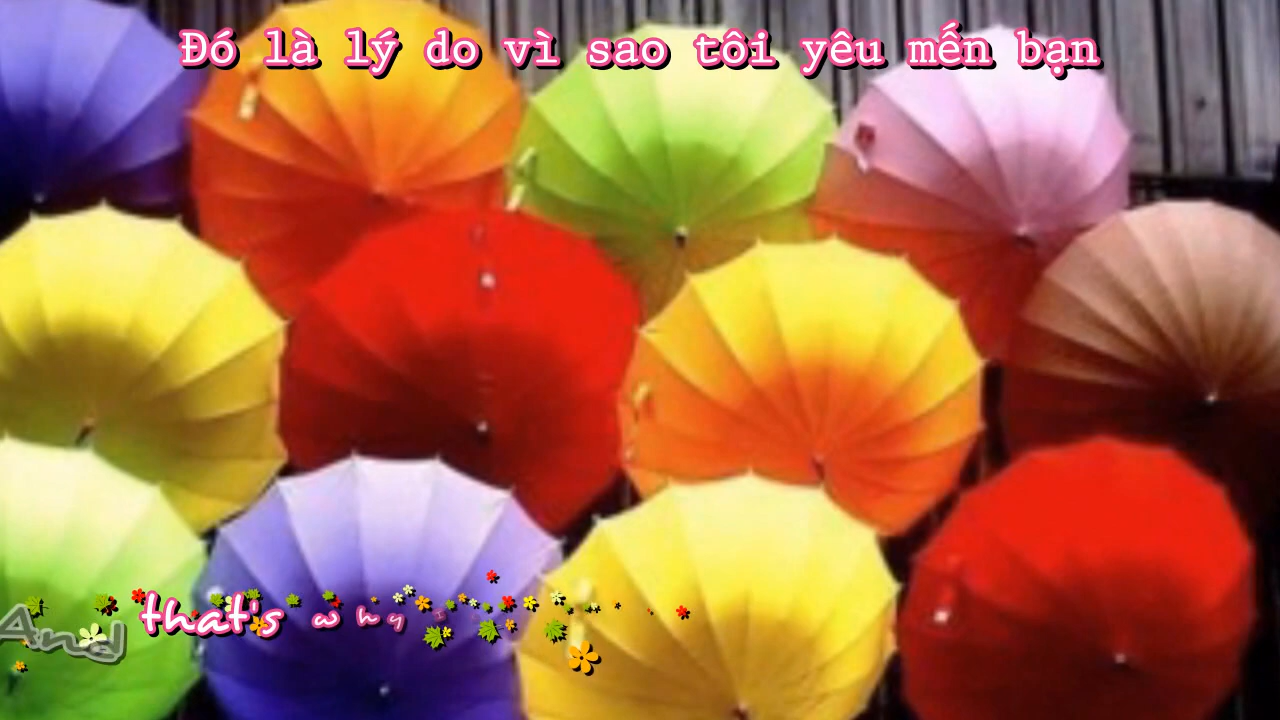 Đó là lý do vì sao tôi yêu mến bạn
And that's why